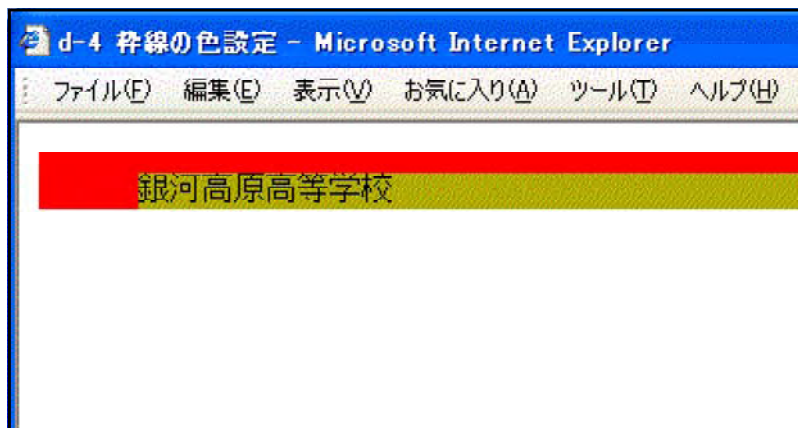 d-4 枠線の色設定 - Microsoft Internet Explorer
ファイル(F) 編集(E) 表示(V) お気に入り(A) ツール(T) ヘルプ(H)
銀河高原高等学校